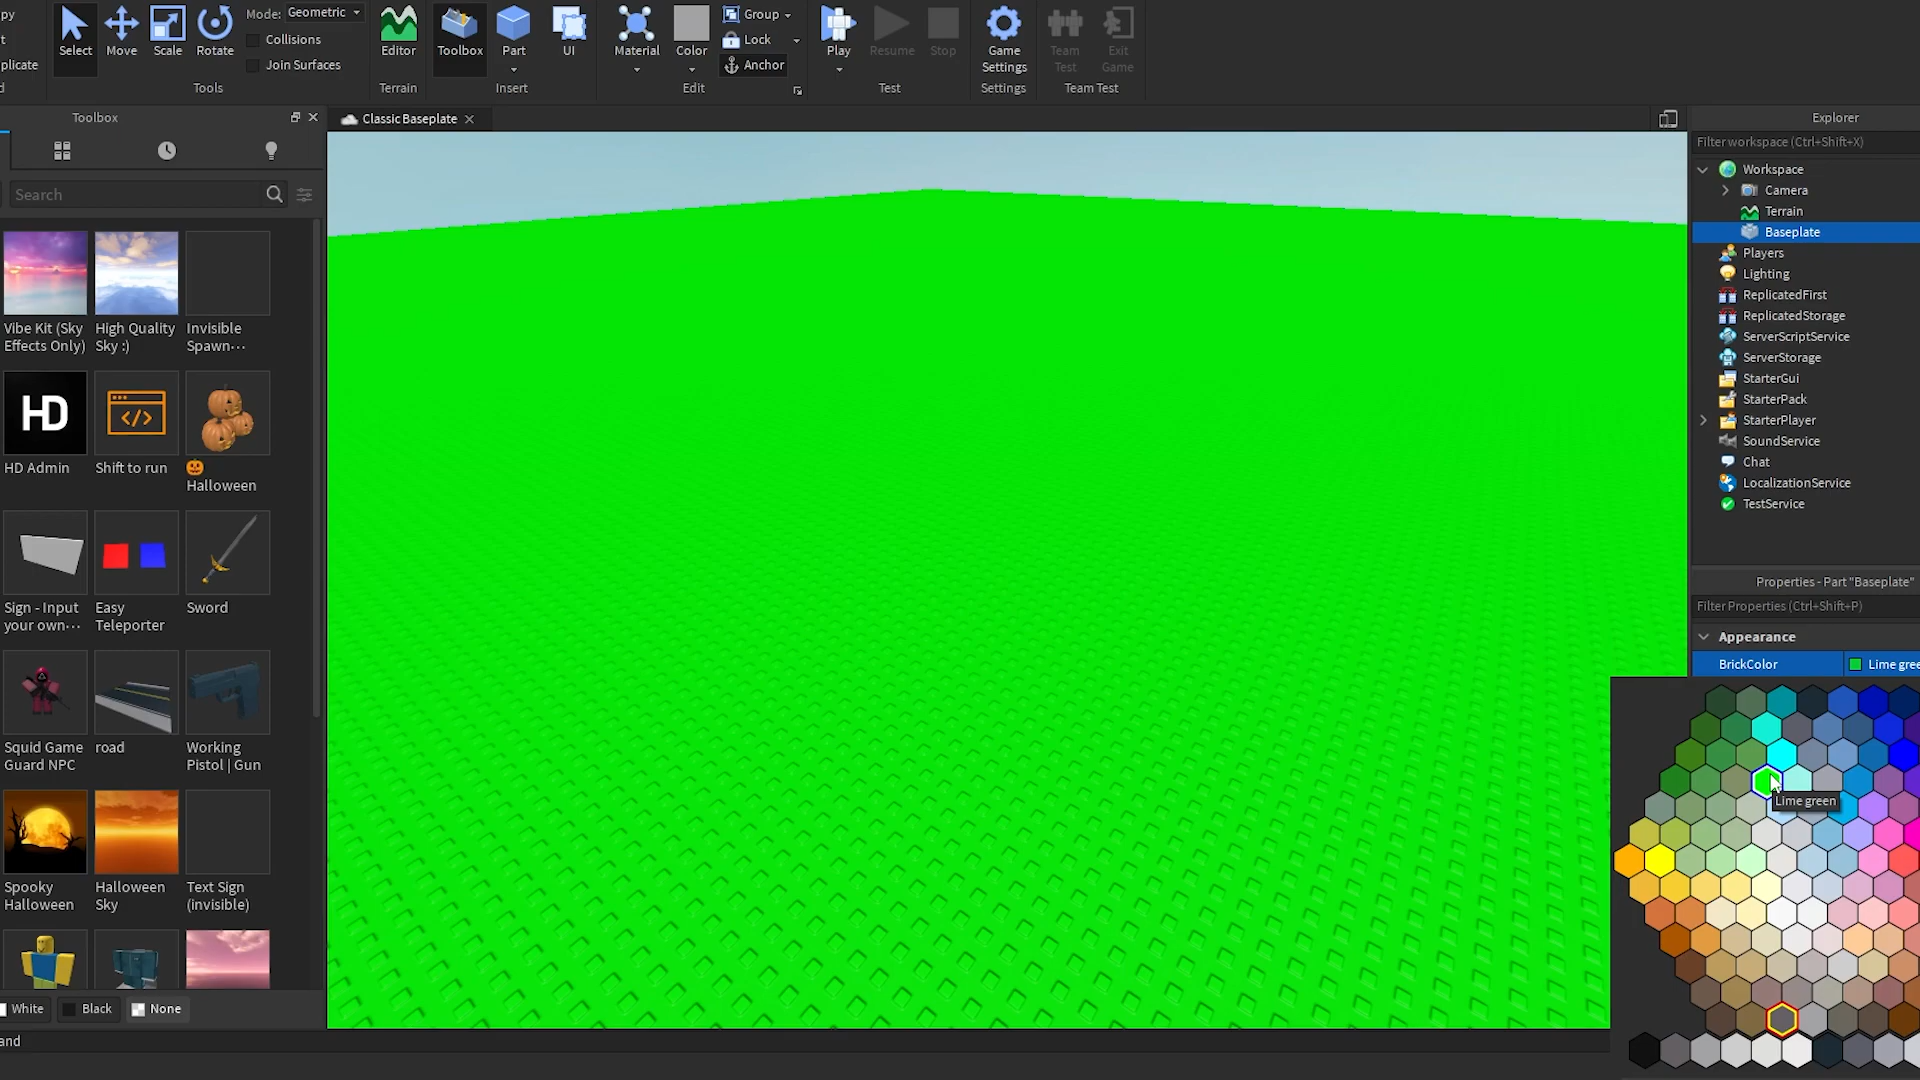 py
t
plicate
d
Select
Move
Scale
Rotate
Mode: Geometric
Collisions
Join Surfaces
Tools
Editor
Terrain
Toolbox
Part
UI
Insert
Material
Color
Group
Lock
Anchor
Edit
Play
Resume
Stop
Test
Game
Settings
Settings
Team
Test
Exit
Game
Team Test
Toolbox
Search
Vibe Kit (Sky
Effects Only)
High Quality
Sky :)
Invisible
Spawn···
HD
HD Admin
</>
Shift to run
🎃
Halloween
Sign - Input
your own···
Easy
Teleporter
Sword
Squid Game
Guard NPC
road
Working
Pistol | Gun
Spooky
Halloween
Halloween
Sky
Text Sign
(invisible)
White
Black
None
and
Classic Baseplate
Explorer
Filter workspace (Ctrl+Shift+X)
Workspace
Camera
Terrain
Baseplate
Players
Lighting
ReplicatedFirst
ReplicatedStorage
ServerScriptService
ServerStorage
StarterGui
StarterPack
StarterPlayer
SoundService
Chat
LocalizationService
TestService
Properties - Part "Baseplate"
Filter Properties (Ctrl+Shift+P)
Appearance
BrickColor
Lime gree
Lime green